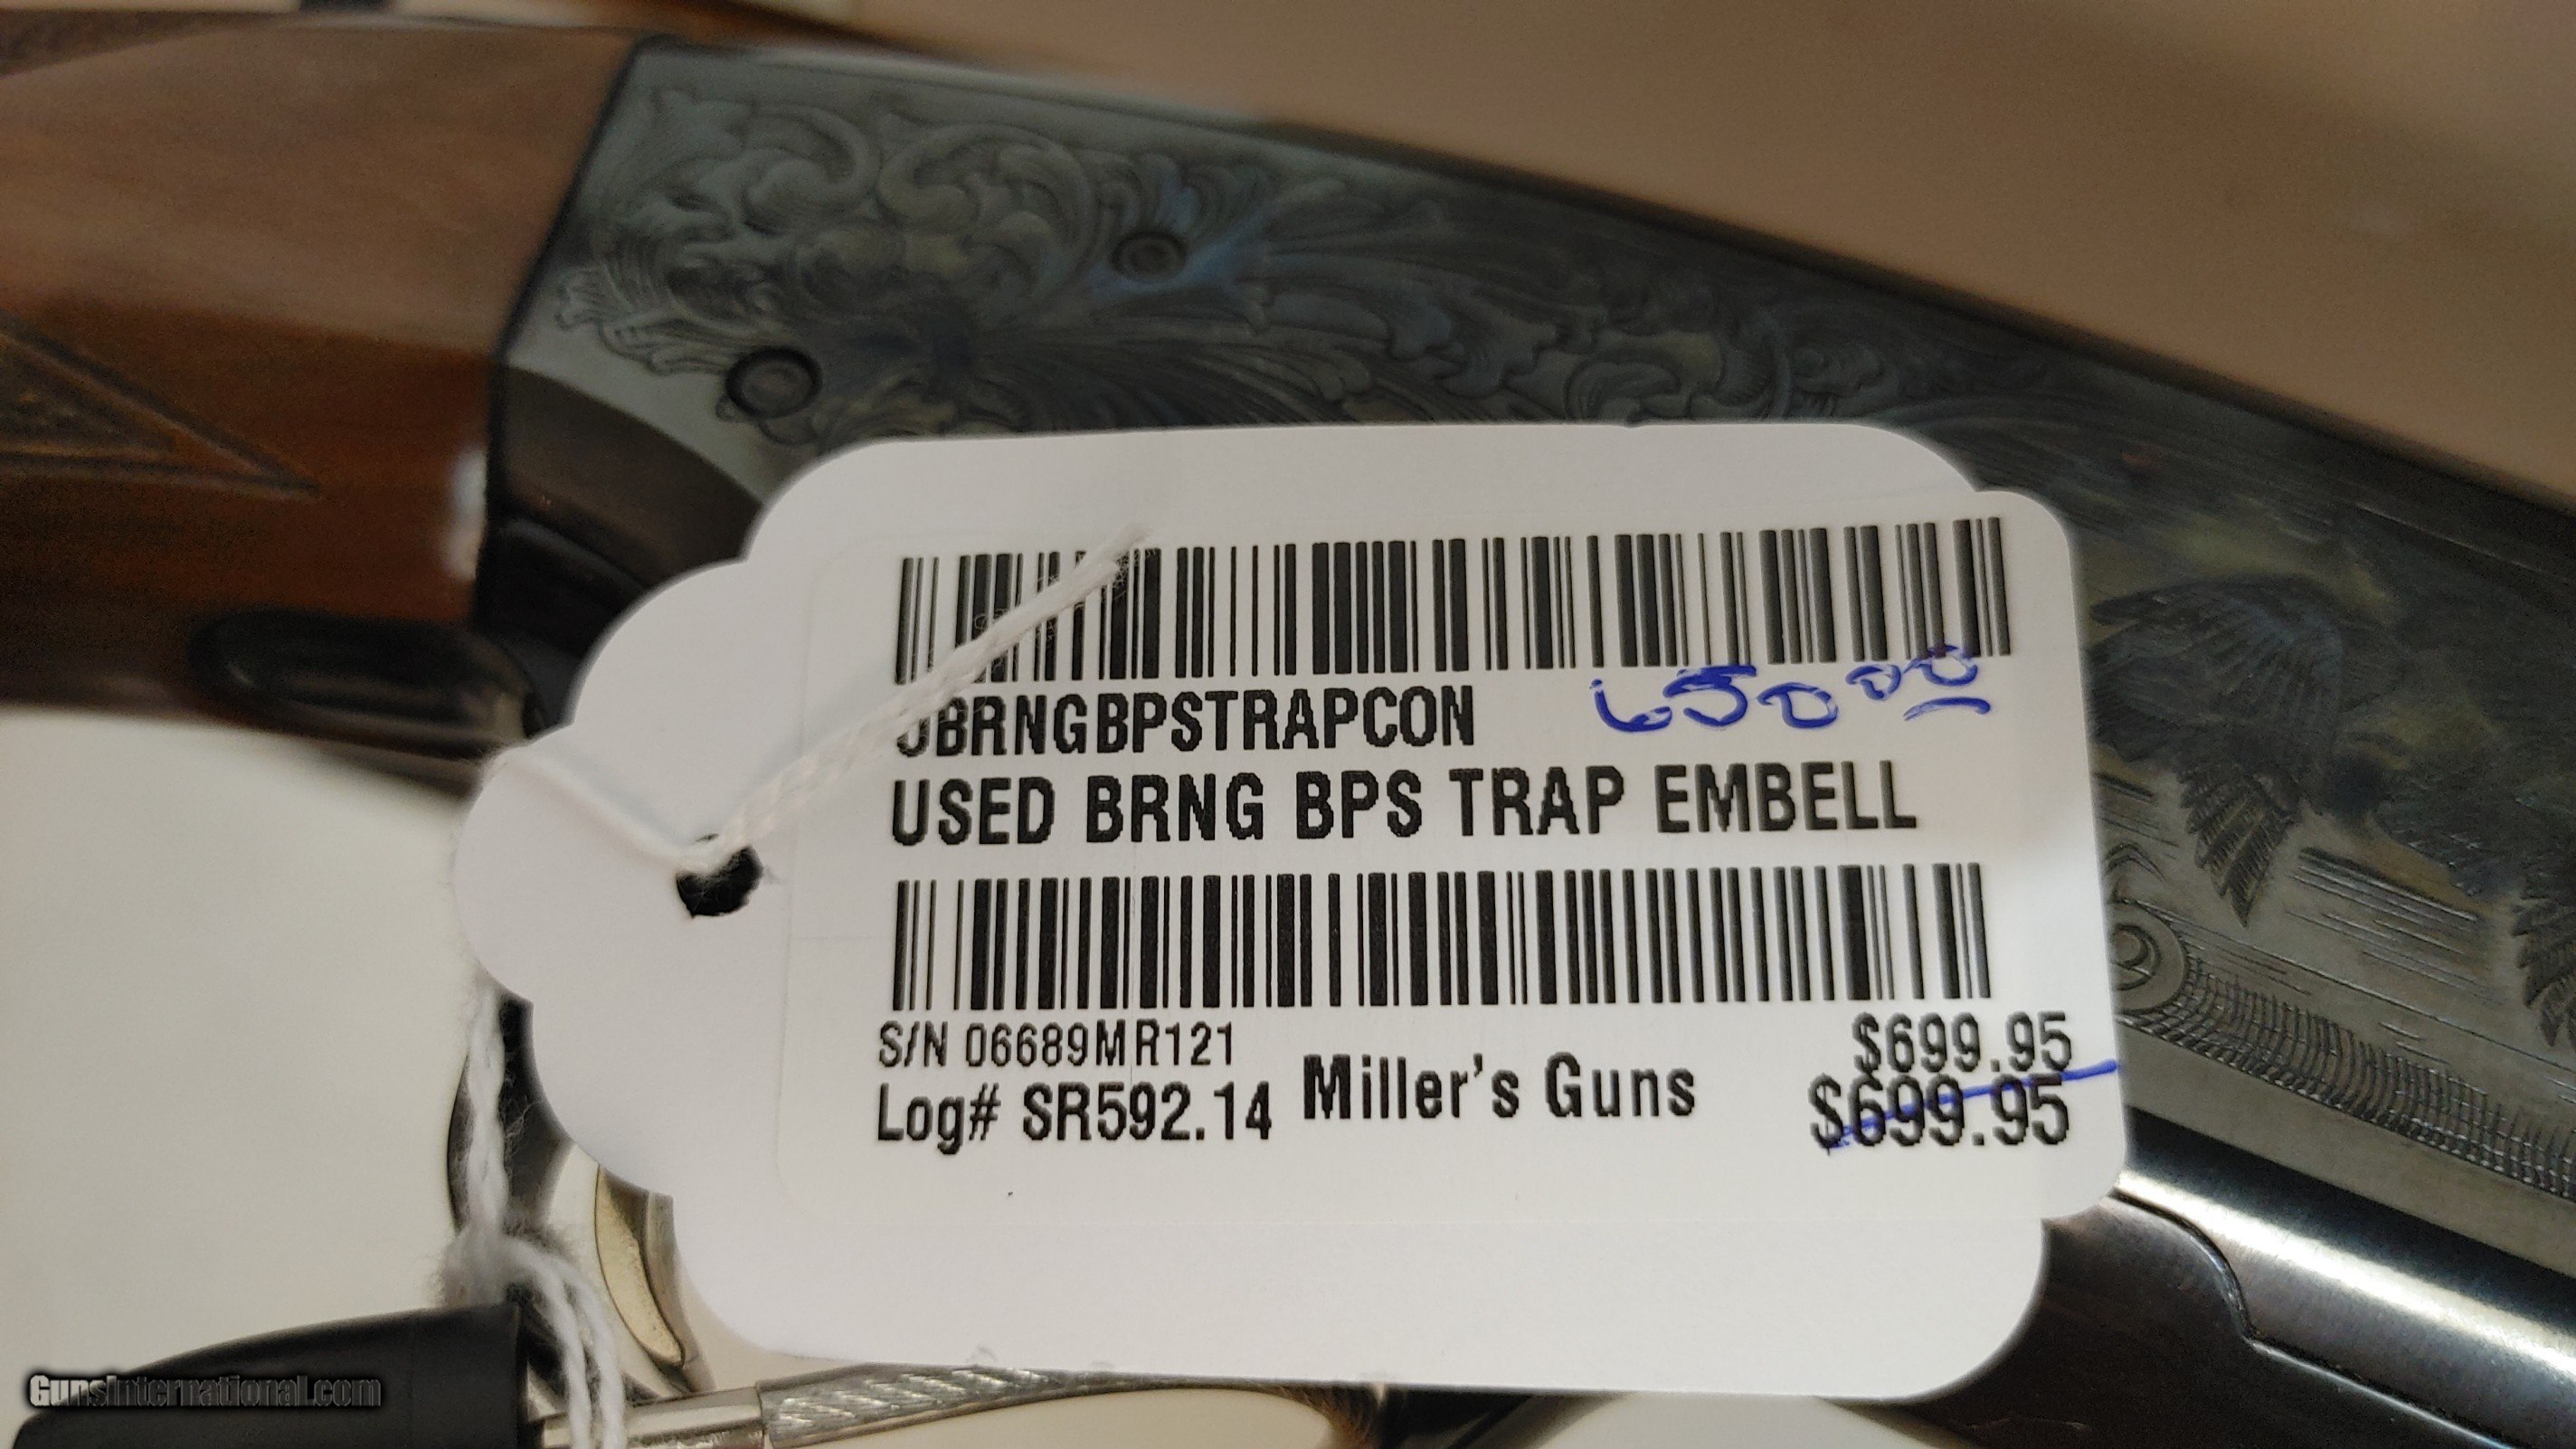 UBRNGBPSTRAPCON 650.00
USED BRNG BPS TRAP EMBELL
S/N 06689MR121
$699.95
Log# SR592.14 Miller's Guns $699.95
GunsInternational.com